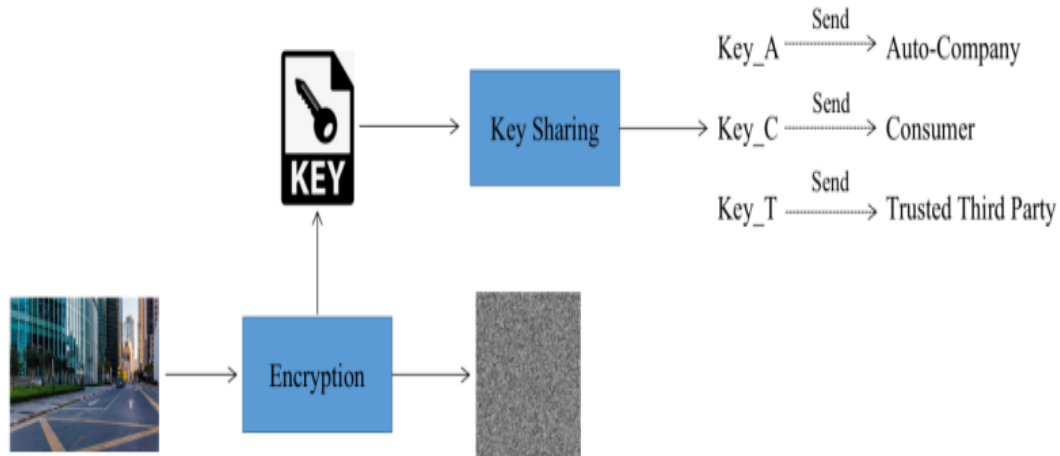 Send
Key_A Auto-Company
Send
Key Sharing Key_C Consumer
KEY
Send
Key_T Trusted Third Party
Encryption